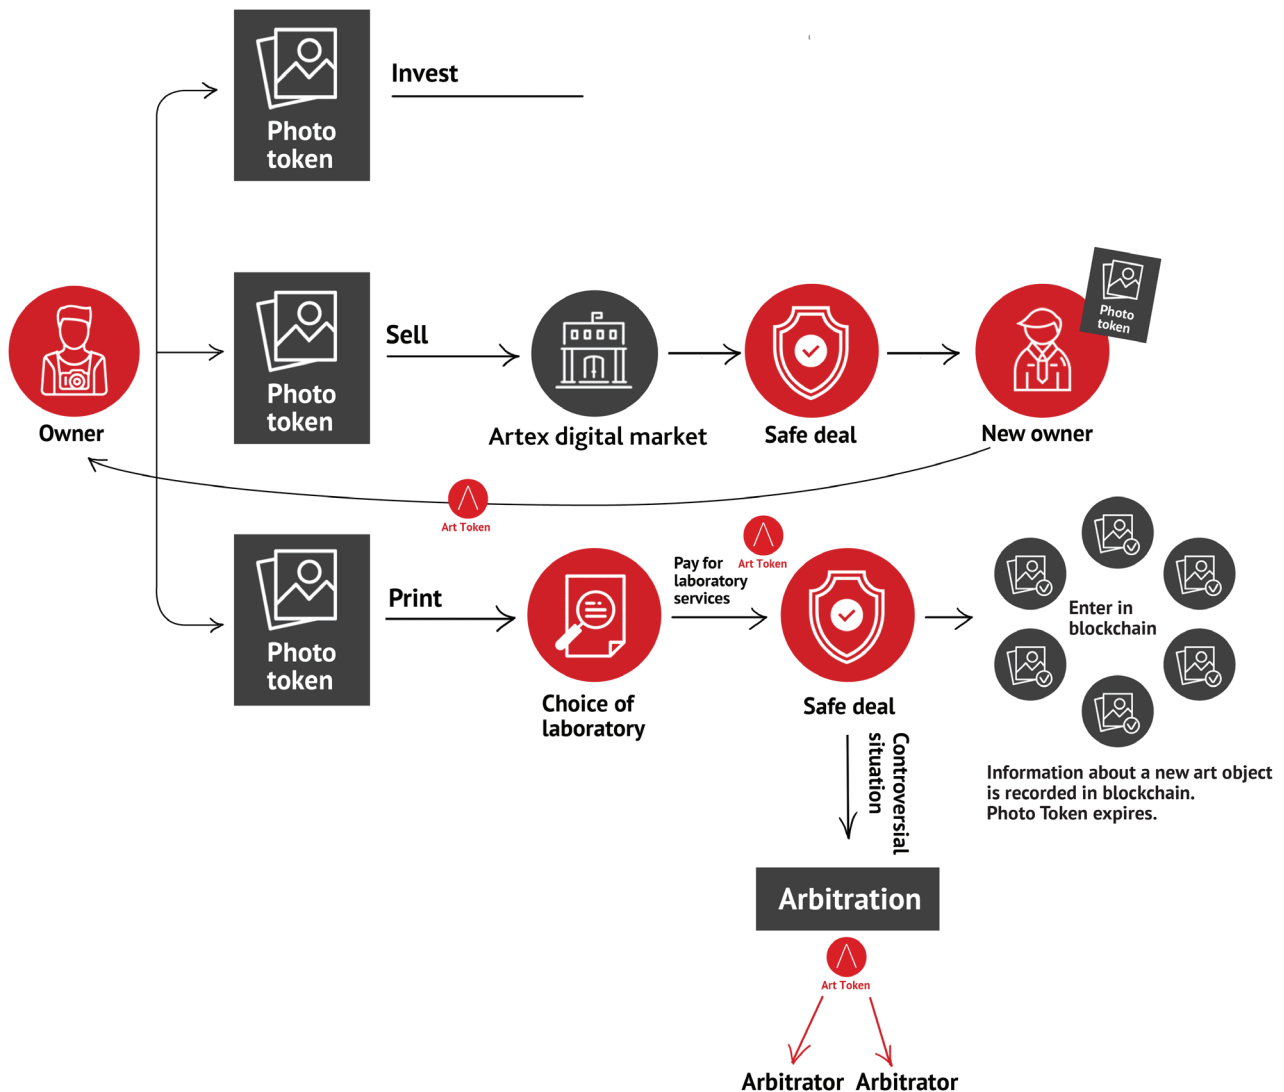 Invest
Photo
token
Sell
Photo
token
Photo
token
Owner
Artex digital market
Safe deal
New owner
Art Token
Print
Photo
token
Pay for
laboratory
services
Art Token
Enter in
blockchain
Choice of
laboratory
Safe deal
Controversial
situation
Information about a new art object
is recorded in blockchain.
Photo Token expires.
Arbitration
Art Token
Arbitrator
Arbitrator